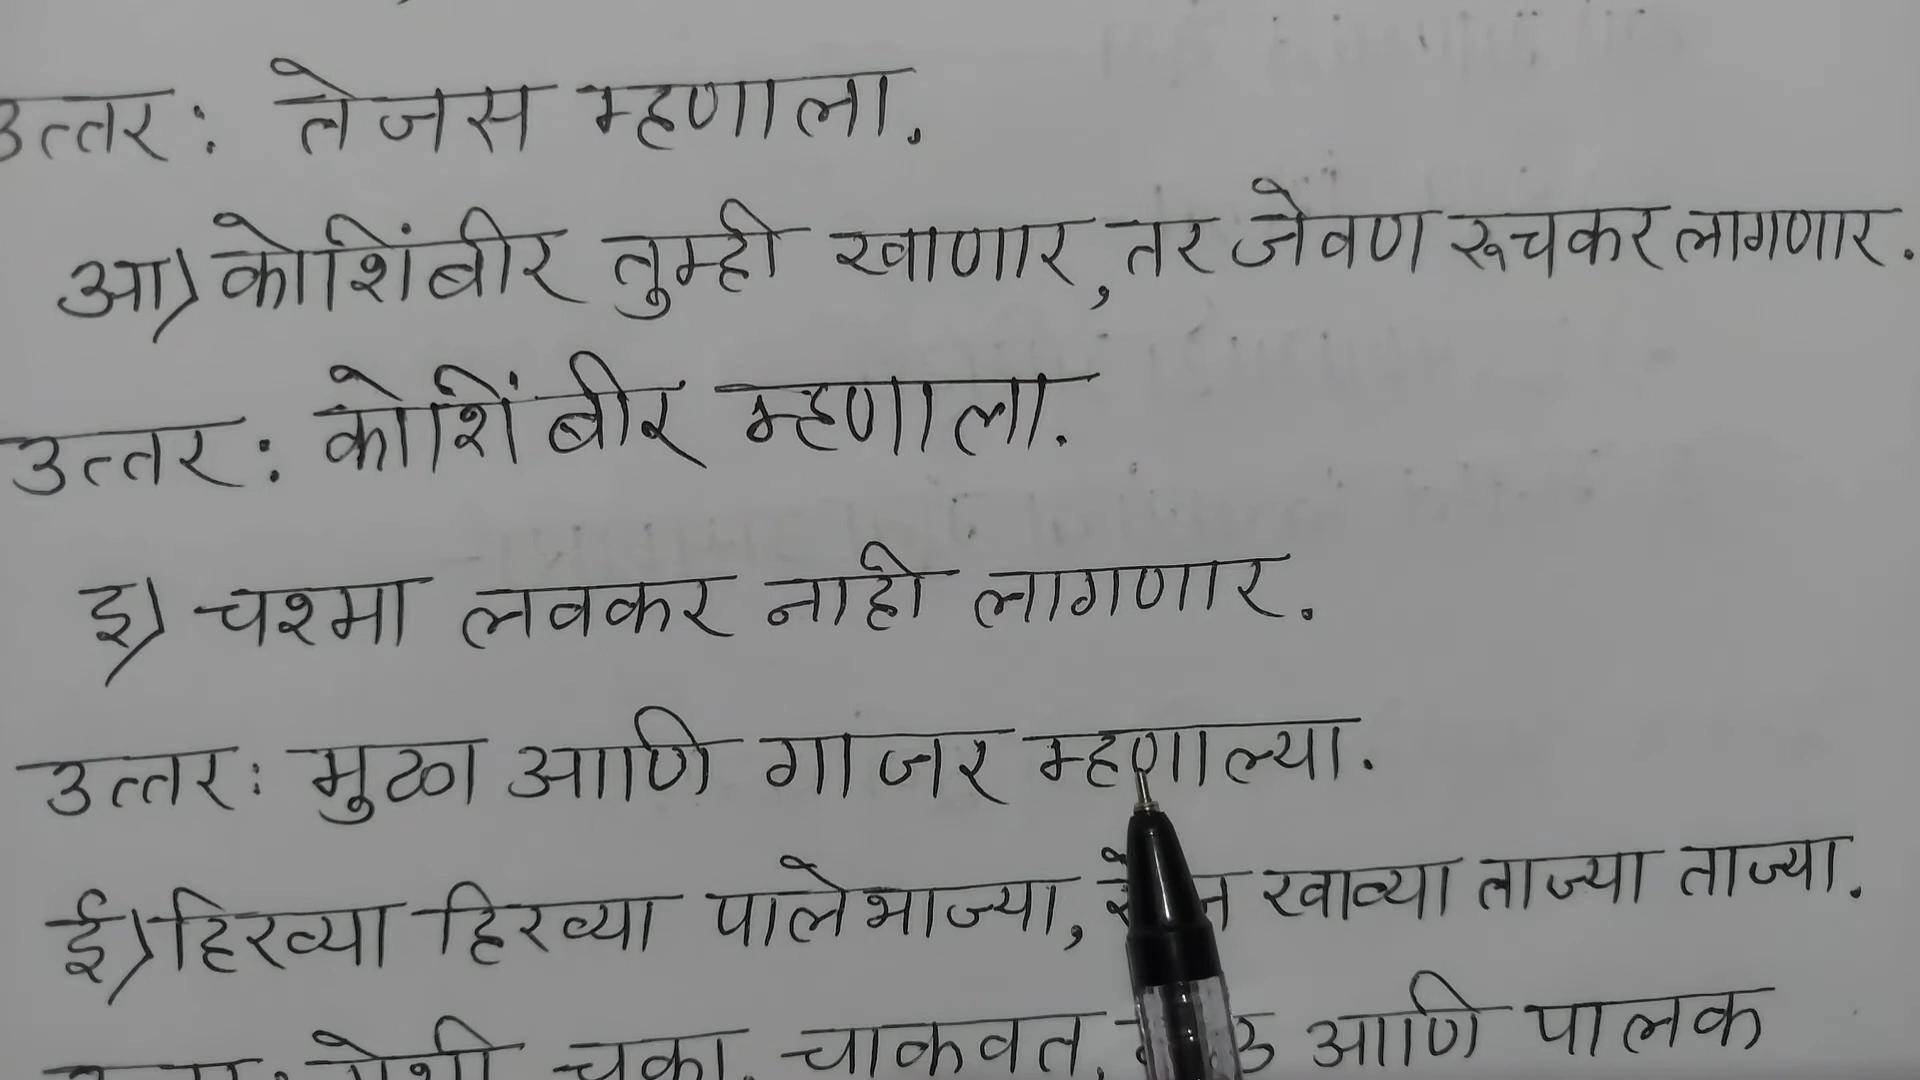 उत्तर: तेजस म्हणाला.
आ) कोशिंबीर तुम्ही खाणार, तर जेवण रुचकर लागणार.
उत्तर: कोशिंबीर म्हणाला.
इ) चश्मा लवकर नाही लागणार.
उत्तर: मुळा आणि गाजर म्हणाल्या.
ई) हिरव्या हिरव्या पालेभाज्या, खाव्या ताज्या ताज्या.
चुका, चाकवत, आणि पालक